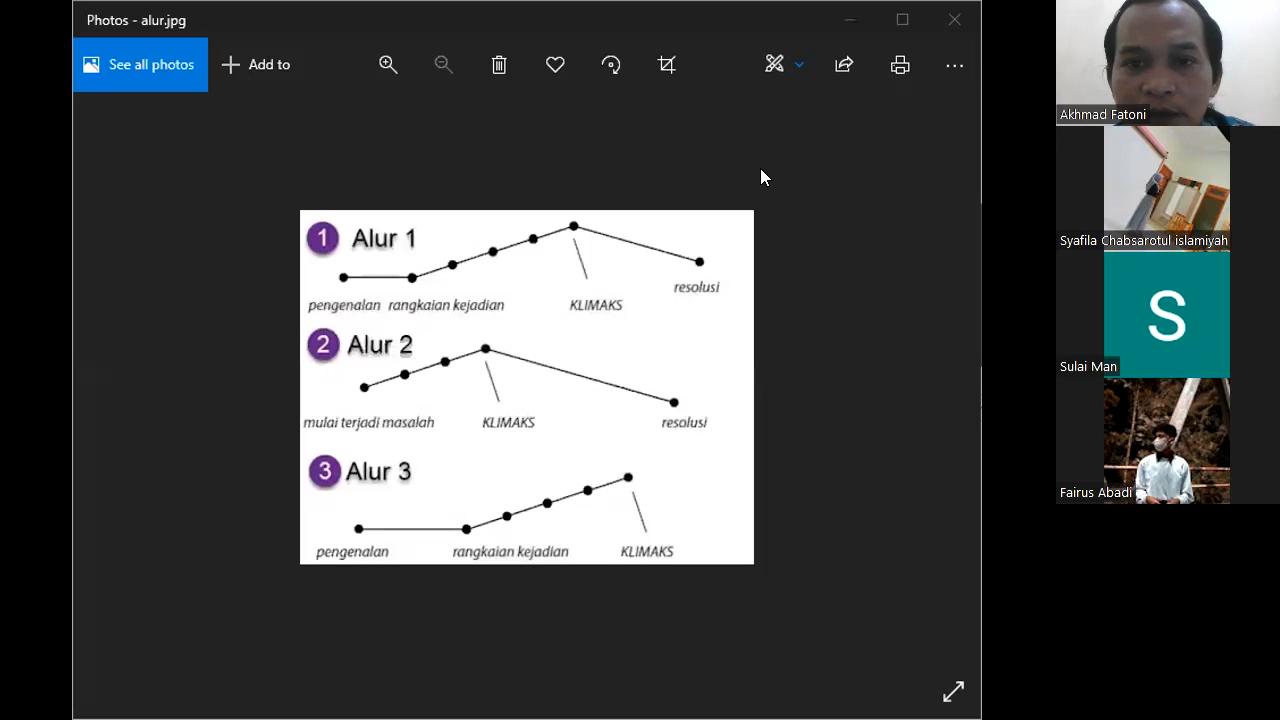 Photos - alur.jpg
See all photos
Add to
1 Alur 1
pengenalan rangkaian kejadian KLIMAKS resolusi
2 Alur 2
mulai terjadi masalah KLIMAKS resolusi
3 Alur 3
pengenalan rangkaian kejadian KLIMAKS
Akhmad Fatoni
Syafila Chabsarotul islamiyah
S
Sulai Man
Fairus Abadi